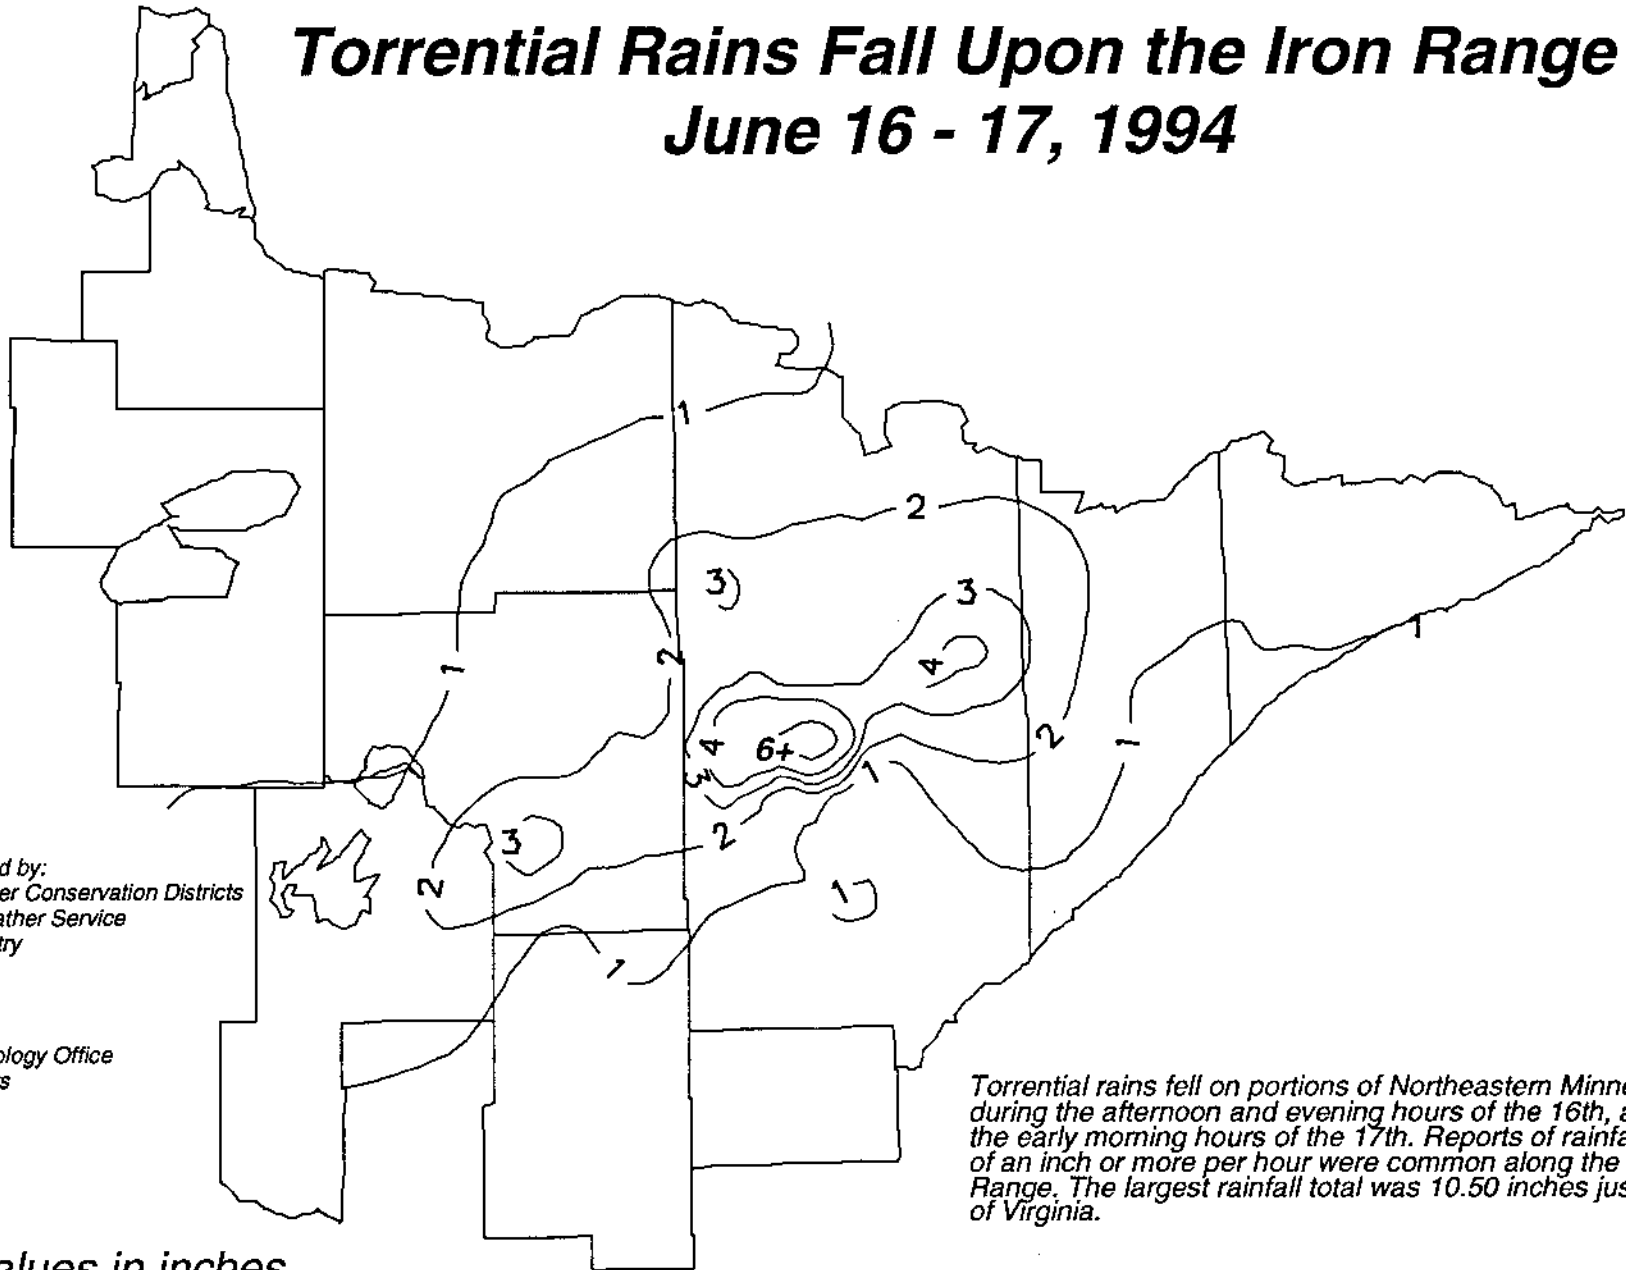 Torrential Rains Fall Upon the Iron Range
June 16 - 17, 1994
1
2
3
3
1
2
4
1
4
6+
2
1
3
1
2
3
2
1
1
d by:
er Conservation Districts
ather Service
try
ology Office
rs
Torrential rains fell on portions of Northeastern Minne
during the afternoon and evening hours of the 16th, a
the early morning hours of the 17th. Reports of rainfa
of an inch or more per hour were common along the
Range. The largest rainfall total was 10.50 inches jus
of Virginia.
alues in inches